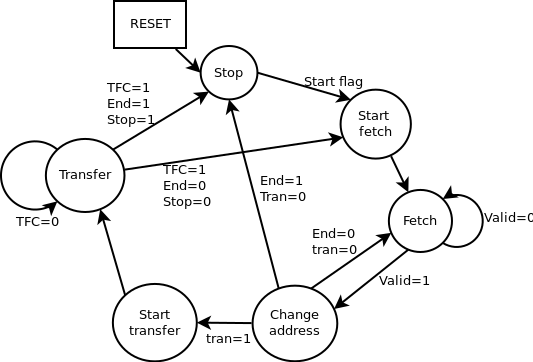 RESET
Stop
Start flag
TFC=1
End=1
Stop=1
Start
fetch
Transfer
TFC=1
End=0
Stop=0
End=1
Tran=0
TFC=0
Fetch
Valid=0
End=0
tran=0
Valid=1
Start
transfer
tran=1
Change
address